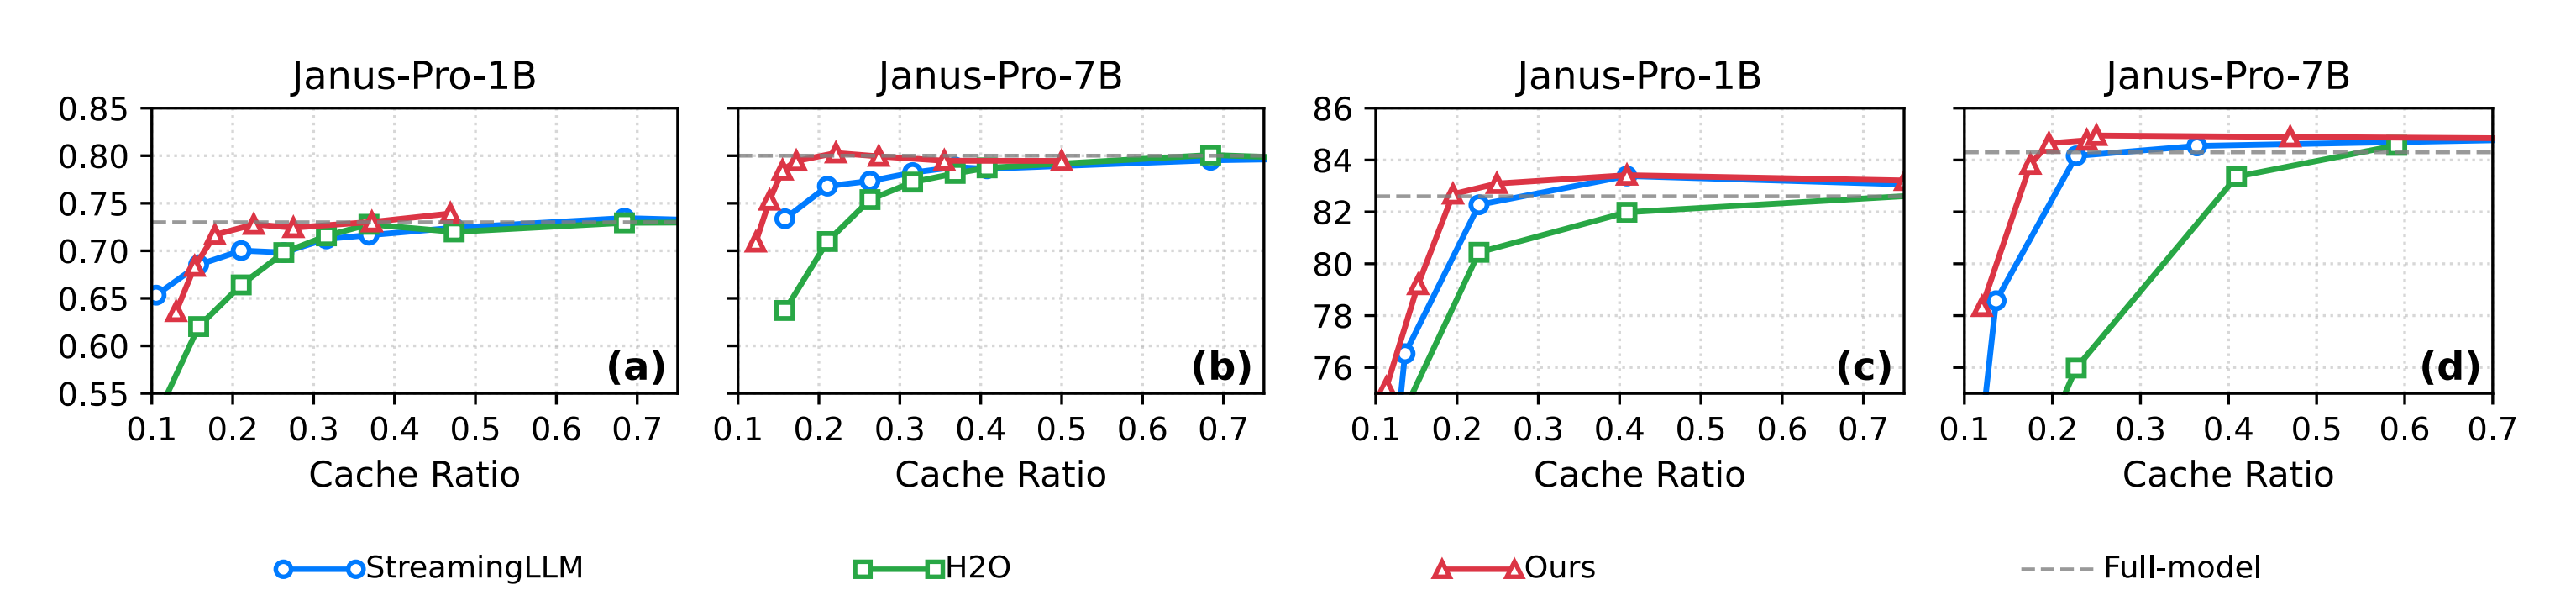 Janus-Pro-1B
Janus-Pro-7B
Janus-Pro-1B
Janus-Pro-7B
0.85
0.80
0.75
0.70
0.65
0.60
0.55
(a)
0.1 0.2 0.3 0.4 0.5 0.6 0.7
Cache Ratio
(b)
0.1 0.2 0.3 0.4 0.5 0.6 0.7
Cache Ratio
86
84
82
80
78
76
(c)
0.1 0.2 0.3 0.4 0.5 0.6 0.7
Cache Ratio
(d)
0.1 0.2 0.3 0.4 0.5 0.6 0.7
Cache Ratio
StreamingLLM
H2O
Ours
Full-model